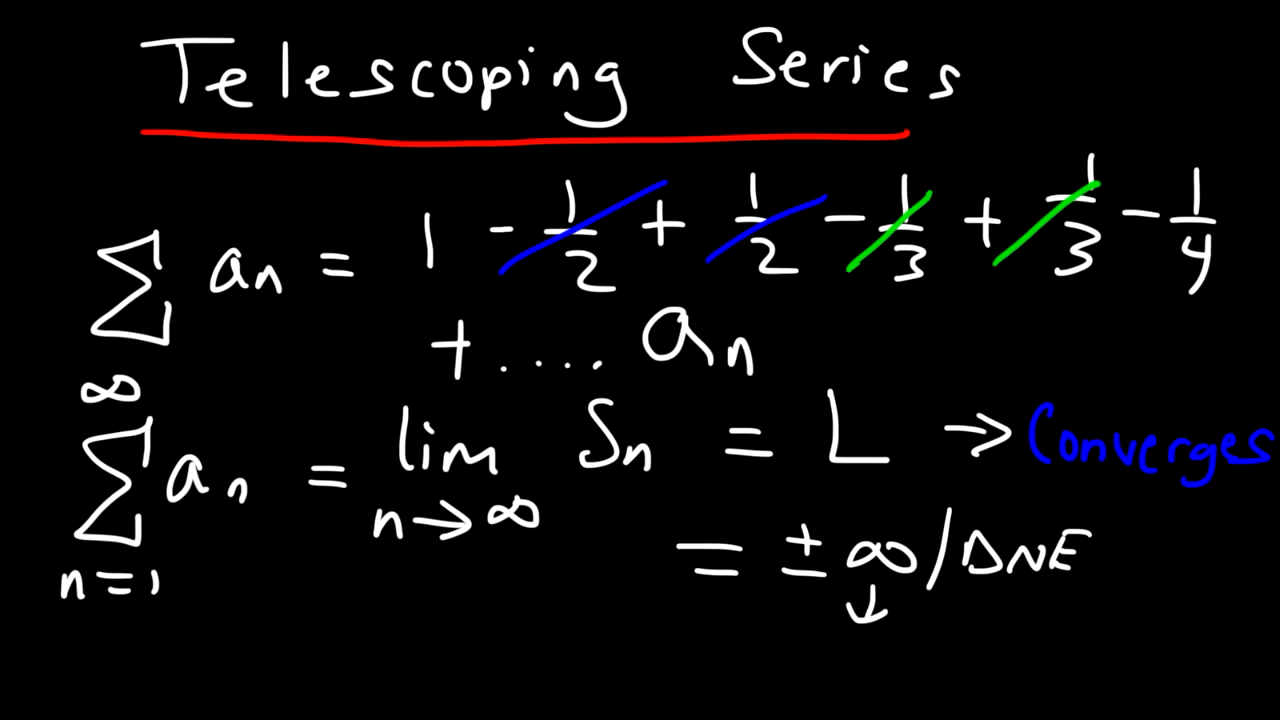 Telescoping Series
∑ aₙ = 1 - 1/2 + 1/2 - 1/3 + 1/3 - 1/4
+ .... aₙ
∞
∑ aₙ = lim Sₙ = L → Converges
n=1 n→∞
= ± ∞/DNE
↓